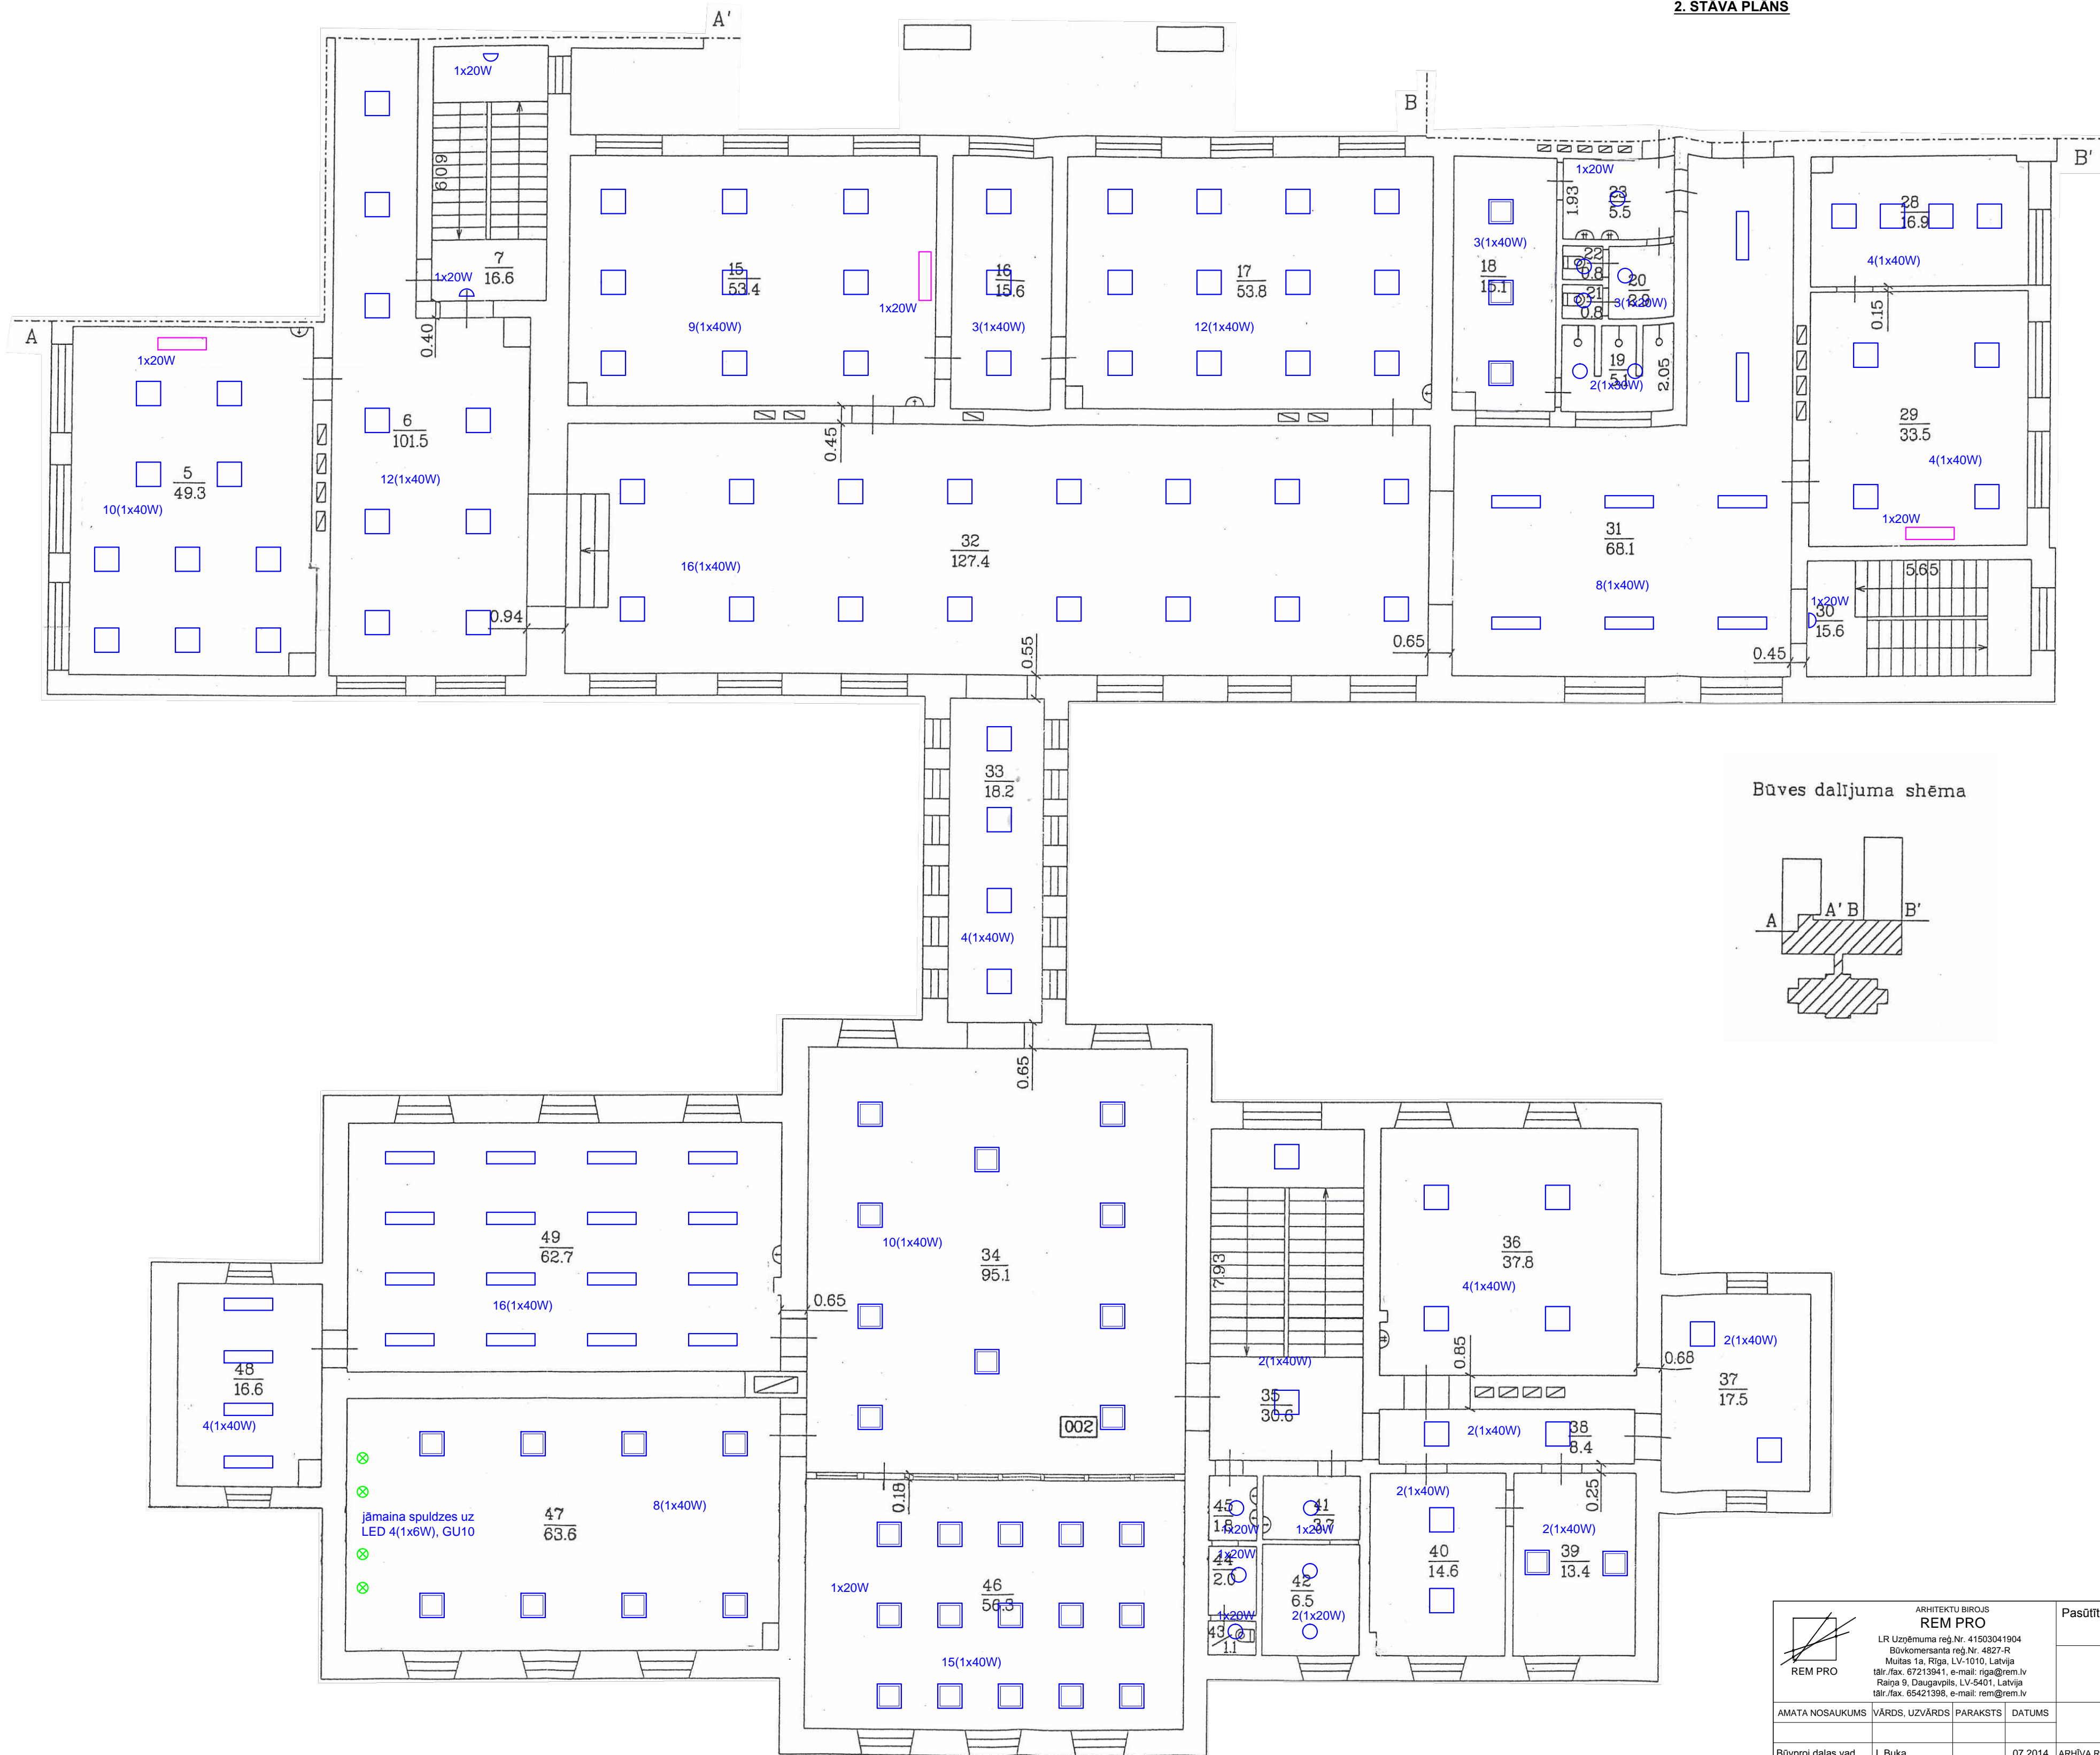 2. STĀVA PLĀNS
A'
1x20W
6.09
B
B'
1x20W
1.93
23
5.5
28
16.9
4(1x40W)
3(1x40W)
18
15.1
22
0.8
20
2.9
3(1x20W)
21
0.8
0.15
7
16.6
1x20W
15
53.4
1x20W
9(1x40W)
16
15.6
3(1x40W)
17
53.8
12(1x40W)
A
0.40
1x20W
19
5.1
2(1x30W)
2.05
6
101.5
12(1x40W)
0.45
29
33.5
4(1x40W)
1x20W
5
49.3
10(1x40W)
32
127.4
16(1x40W)
31
68.1
8(1x40W)
5.65
1x20W
30
15.6
0.94
0.55
0.65
0.45
33
18.2
4(1x40W)
Būves dalījuma shēma
A
A'
B
B'
0.65
49
62.7
16(1x40W)
0.65
10(1x40W)
34
95.1
7.93
36
37.8
4(1x40W)
2(1x40W)
0.68
0.85
37
17.5
48
16.6
4(1x40W)
2(1x40W)
35
30.6
002
2(1x40W)
38
8.4
0.25
0.18
jāmaina spuldzes uz
LED 4(1x6W), GU10
47
63.6
8(1x40W)
45
1.8
1x20W
41
3.7
1x20W
2(1x40W)
2(1x40W)
40
14.6
39
13.4
1x20W
44
2.0
42
6.5
1x20W
46
56.3
1x20W
2(1x20W)
43
1.1
15(1x40W)
REM PRO
ARHITEKTU BIROJS
REM PRO
LR Uzņēmuma reģ.Nr. 41503041904
Būvkomersanta reģ.Nr. 4827-R
Muitas 1a, Rīga, LV-1010, Latvija
tālr./fax. 67213941, e-mail: riga@rem.lv
Raiņa 9, Daugavpils, LV-5401, Latvija
tālr./fax. 65421398, e-mail: rem@rem.lv
Pasūtīt
AMATA NOSAUKUMS VĀRDS, UZVĀRDS PARAKSTS DATUMS
Būvproj.daļas vad. I. Buka 07.2014